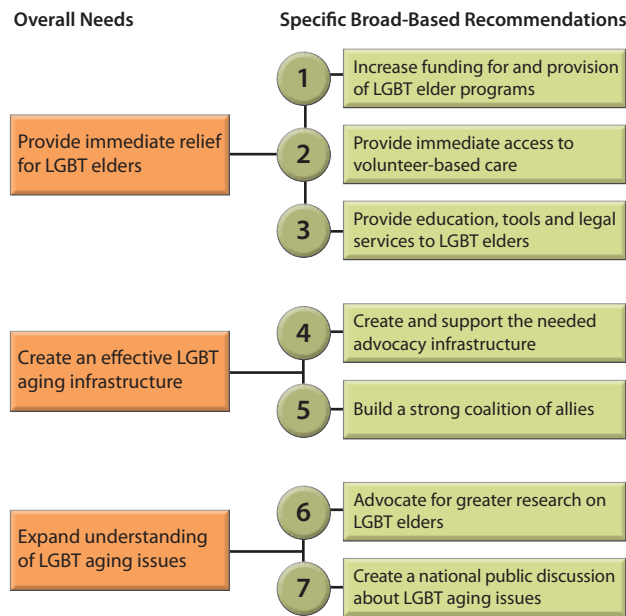 Overall Needs
Specific Broad-Based Recommendations
Provide immediate relief
for LGBT elders
1
Increase funding for and provision
of LGBT elder programs
2
Provide immediate access to
volunteer-based care
3
Provide education, tools and legal
services to LGBT elders
Create an effective LGBT
aging infrastructure
4
Create and support the needed
advocacy infrastructure
5
Build a strong coalition of allies
Expand understanding
of LGBT aging issues
6
Advocate for greater research on
LGBT elders
7
Create a national public discussion
about LGBT aging issues